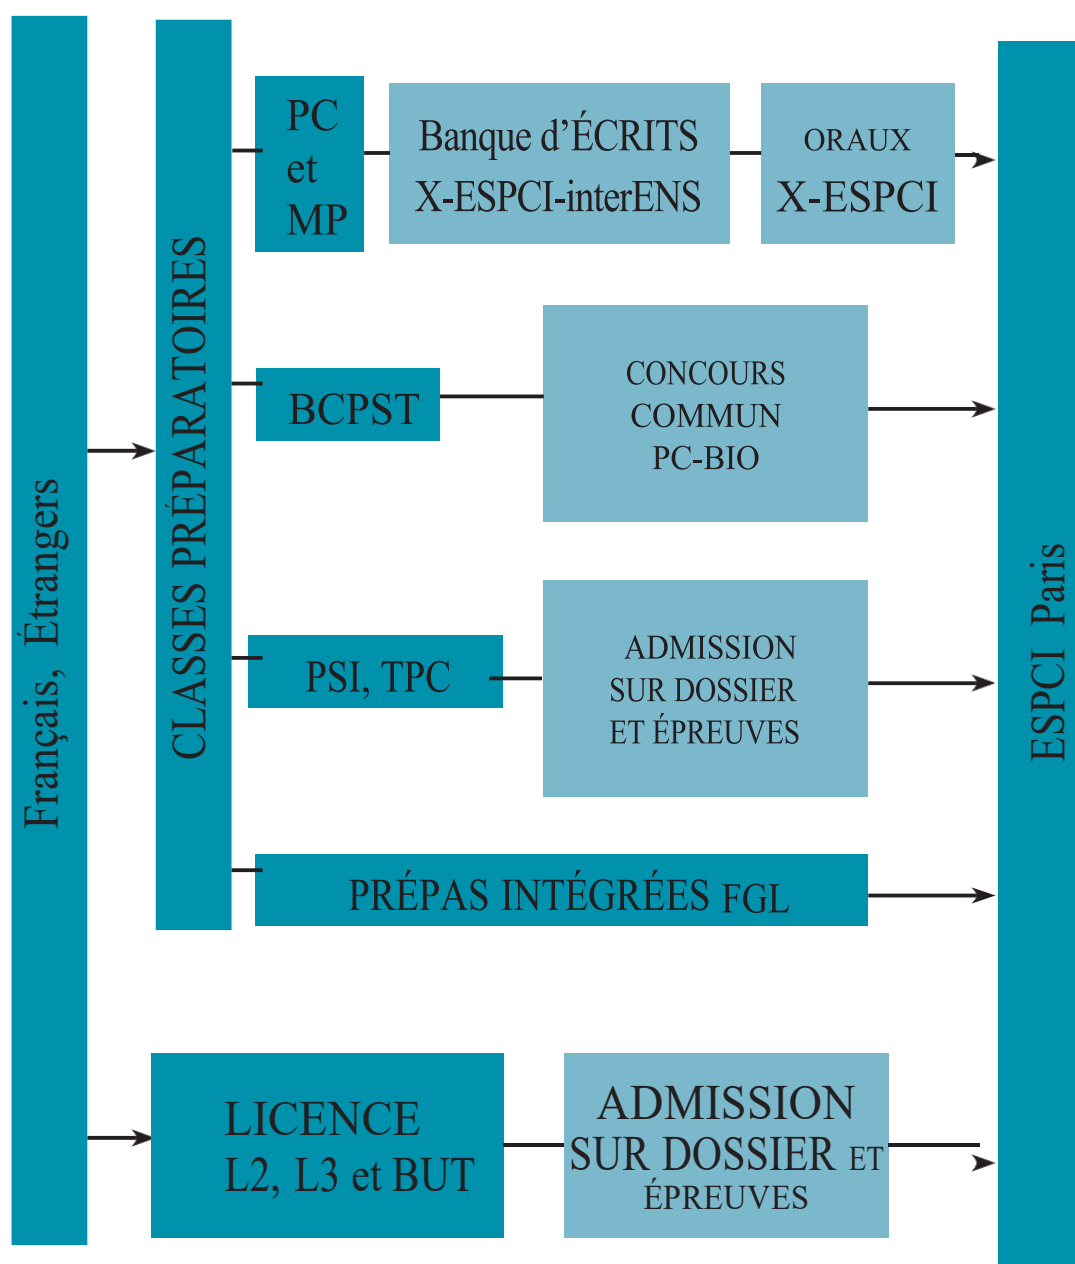 Français, Étrangers
CLASSES PRÉPARATOIRES
PC
et
MP
Banque d’ÉCRITS
X-ESPCI-interENS
ORAUX
X-ESPCI
BCPST
CONCOURS
COMMUN
PC-BIO
PSI, TPC
ADMISSION
SUR DOSSIER
ET ÉPREUVES
PRÉPAS INTÉGRÉES FGL
LICENCE
L2, L3 et BUT
ADMISSION
SUR DOSSIER ET
ÉPREUVES
ESPCI Paris